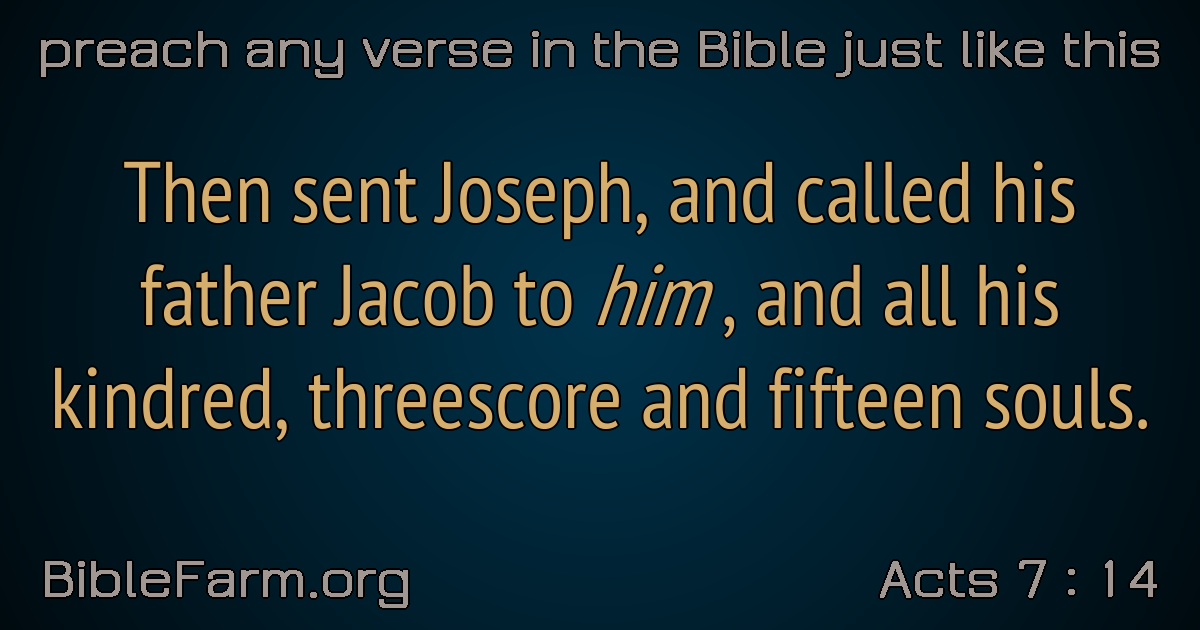 preach any verse in the Bible just like this
Then sent Joseph, and called his
father Jacob to him, and all his
kindred, threescore and fifteen souls.
BibleFarm.org
Acts 7 : 14